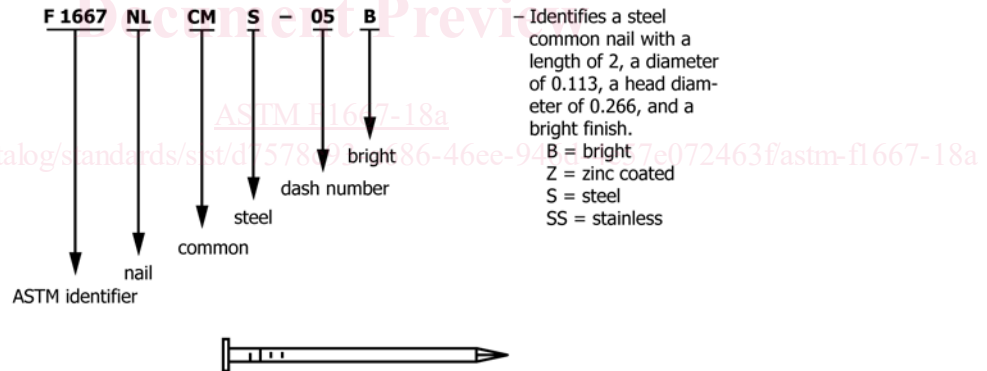 Document Preview
F 1667 NL CM S – 05 B
– Identifies a steel
common nail with a
length of 2, a diameter
of 0.113, a head diam-
eter of 0.266, and a
bright finish.
B = bright
Z = zinc coated
S = steel
SS = stainless
ASTM F1667-18a
bright
dash number
steel
common
nail
ASTM identifier